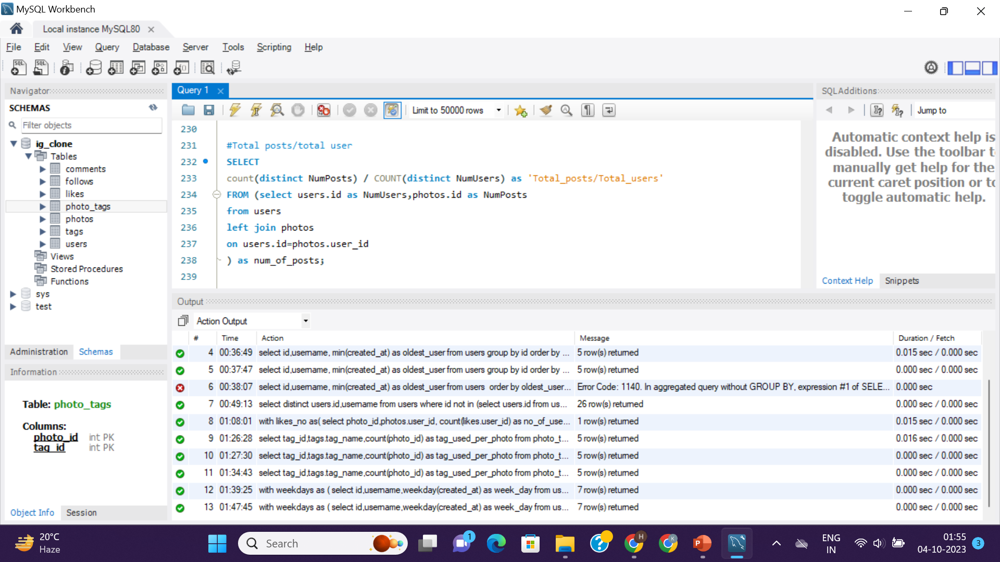 MySQL Workbench
Local instance MySQL80
File Edit View Query Database Server Tools Scripting Help
Navigator
SCHEMAS
Filter objects
ig_clone
Tables
comments
follows
likes
photo_tags
photos
tags
users
Views
Stored Procedures
Functions
sys
test
Administration Schemas
Information
Table: photo_tags
Columns:
photo_id int PK
tag_id int PK
Object Info Session
Query 1
Limit to 50000 rows
230
231 #Total posts/total user
232 SELECT
233 count(distinct NumPosts) / COUNT(distinct NumUsers) as 'Total_posts/Total_users'
234 FROM (select users.id as NumUsers,photos.id as NumPosts
235 from users
236 left join photos
237 on users.id=photos.user_id
238 ) as num_of_posts;
239
SQLAdditions
Jump to
Automatic context help is
disabled. Use the toolbar t
manually get help for the
current caret position or to
toggle automatic help.
Context Help Snippets
Output
Action Output
# Time Action Message Duration / Fetch
4 00:36:49 select id,username, min(created_at) as oldest_user from users group by id order by ... 5 row(s) returned 0.015 sec / 0.000 sec
5 00:37:47 select id,username, min(created_at) as oldest_user from users group by id order by ... 5 row(s) returned 0.000 sec / 0.000 sec
6 00:38:07 select id,username, min(created_at) as oldest_user from users order by oldest_user... Error Code: 1140. In aggregated query without GROUP BY, expression #1 of SELE... 0.000 sec
7 00:49:13 select distinct users.id,username from users where id not in (select users.id from us... 26 row(s) returned 0.000 sec / 0.000 sec
8 01:08:01 with likes_no as( select photo_id,photos.user_id, count(likes.user_id) as no_of_use... 1 row(s) returned 0.015 sec / 0.000 sec
9 01:26:28 select tag_id,tags.tag_name,count(photo_id) as tag_used_per_photo from photo_t... 5 row(s) returned 0.016 sec / 0.000 sec
10 01:27:30 select tag_id,tags.tag_name,count(photo_id) as tag_used_per_photo from photo_t... 5 row(s) returned 0.000 sec / 0.000 sec
11 01:34:43 select tag_id,tags.tag_name,count(photo_id) as tag_used_per_photo from photo_t... 5 row(s) returned 0.000 sec / 0.000 sec
12 01:39:25 with weekdays as ( select id,username,weekday(created_at) as week_day from us... 7 row(s) returned 0.000 sec / 0.000 sec
13 01:47:45 with weekdays as ( select id,username,weekday(created_at) as week_day from us... 7 row(s) returned 0.000 sec / 0.000 sec
20°C
Haze
Search
1
H
K
P
ENG
IN
01:55
04-10-2023
3